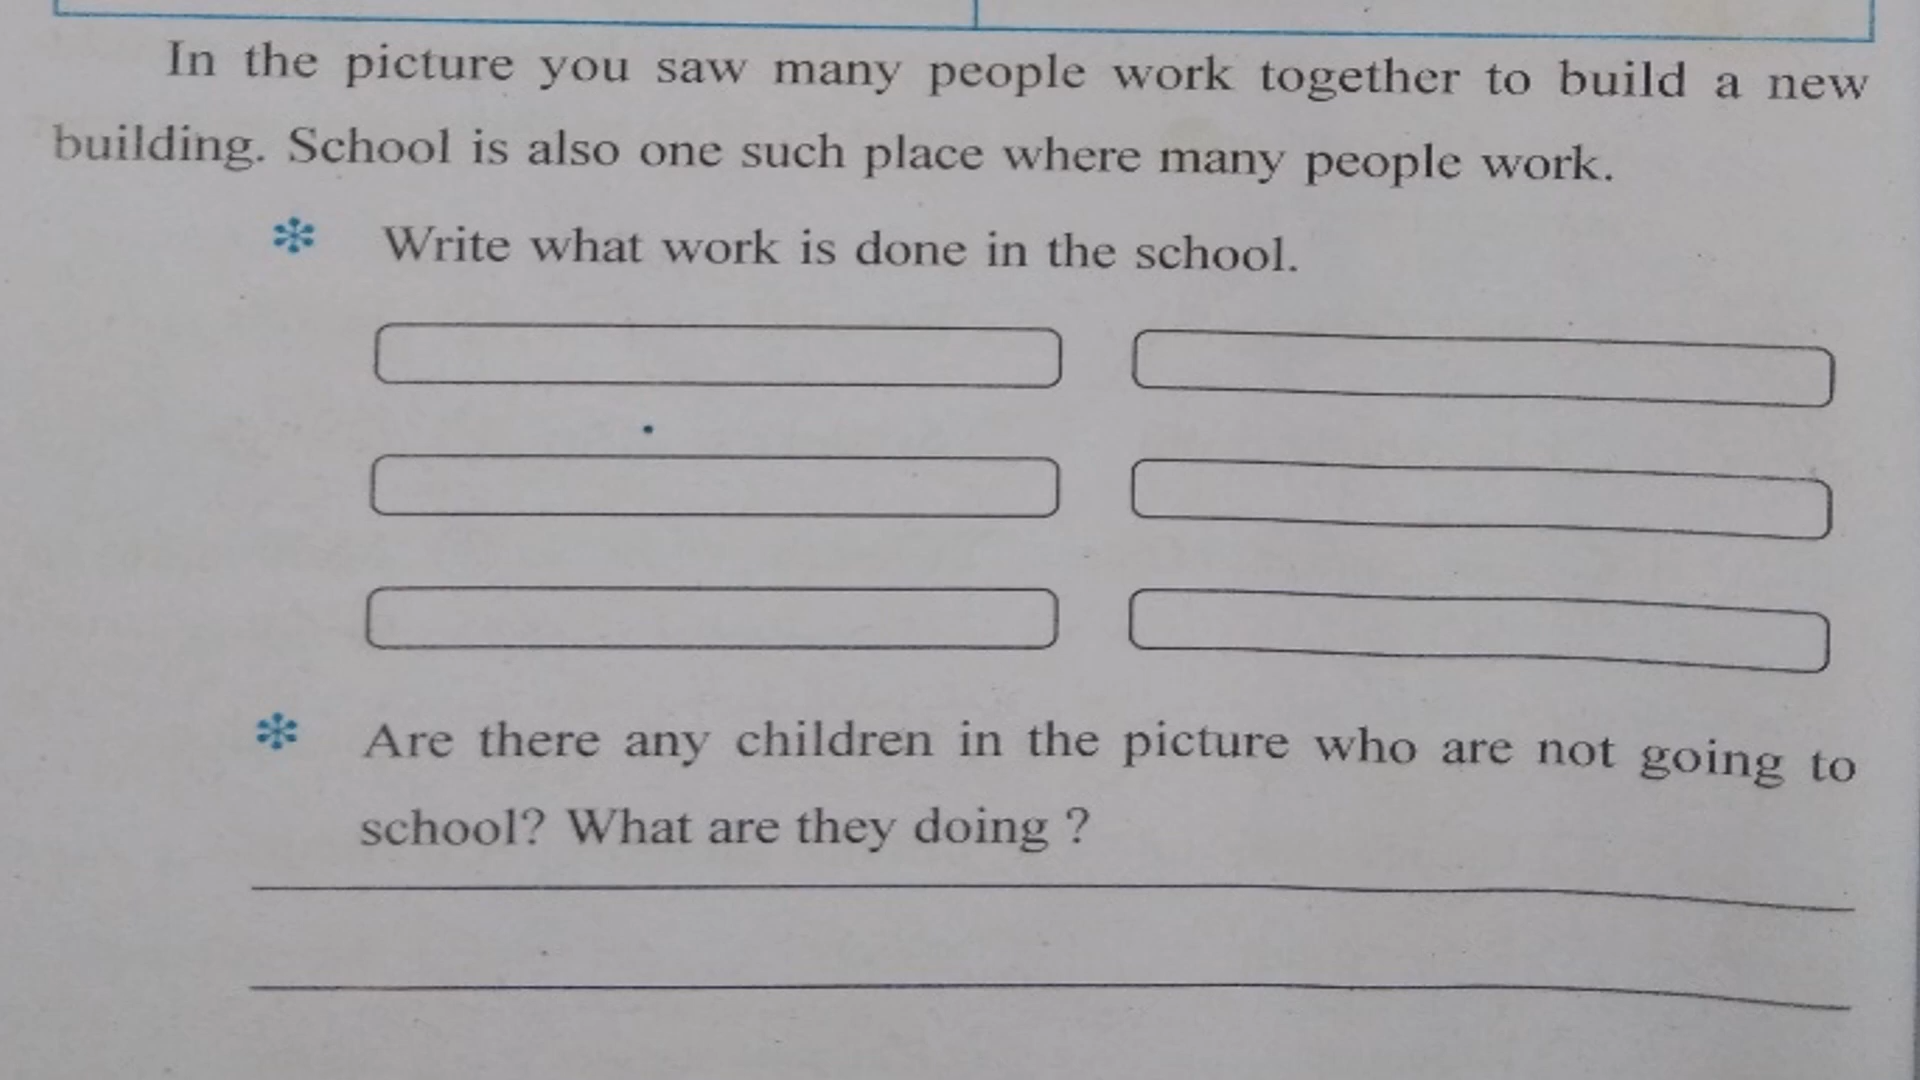 In the picture you saw many people work together to build a new
building. School is also one such place where many people work.
* Write what work is done in the school.
* Are there any children in the picture who are not going to
school? What are they doing ?